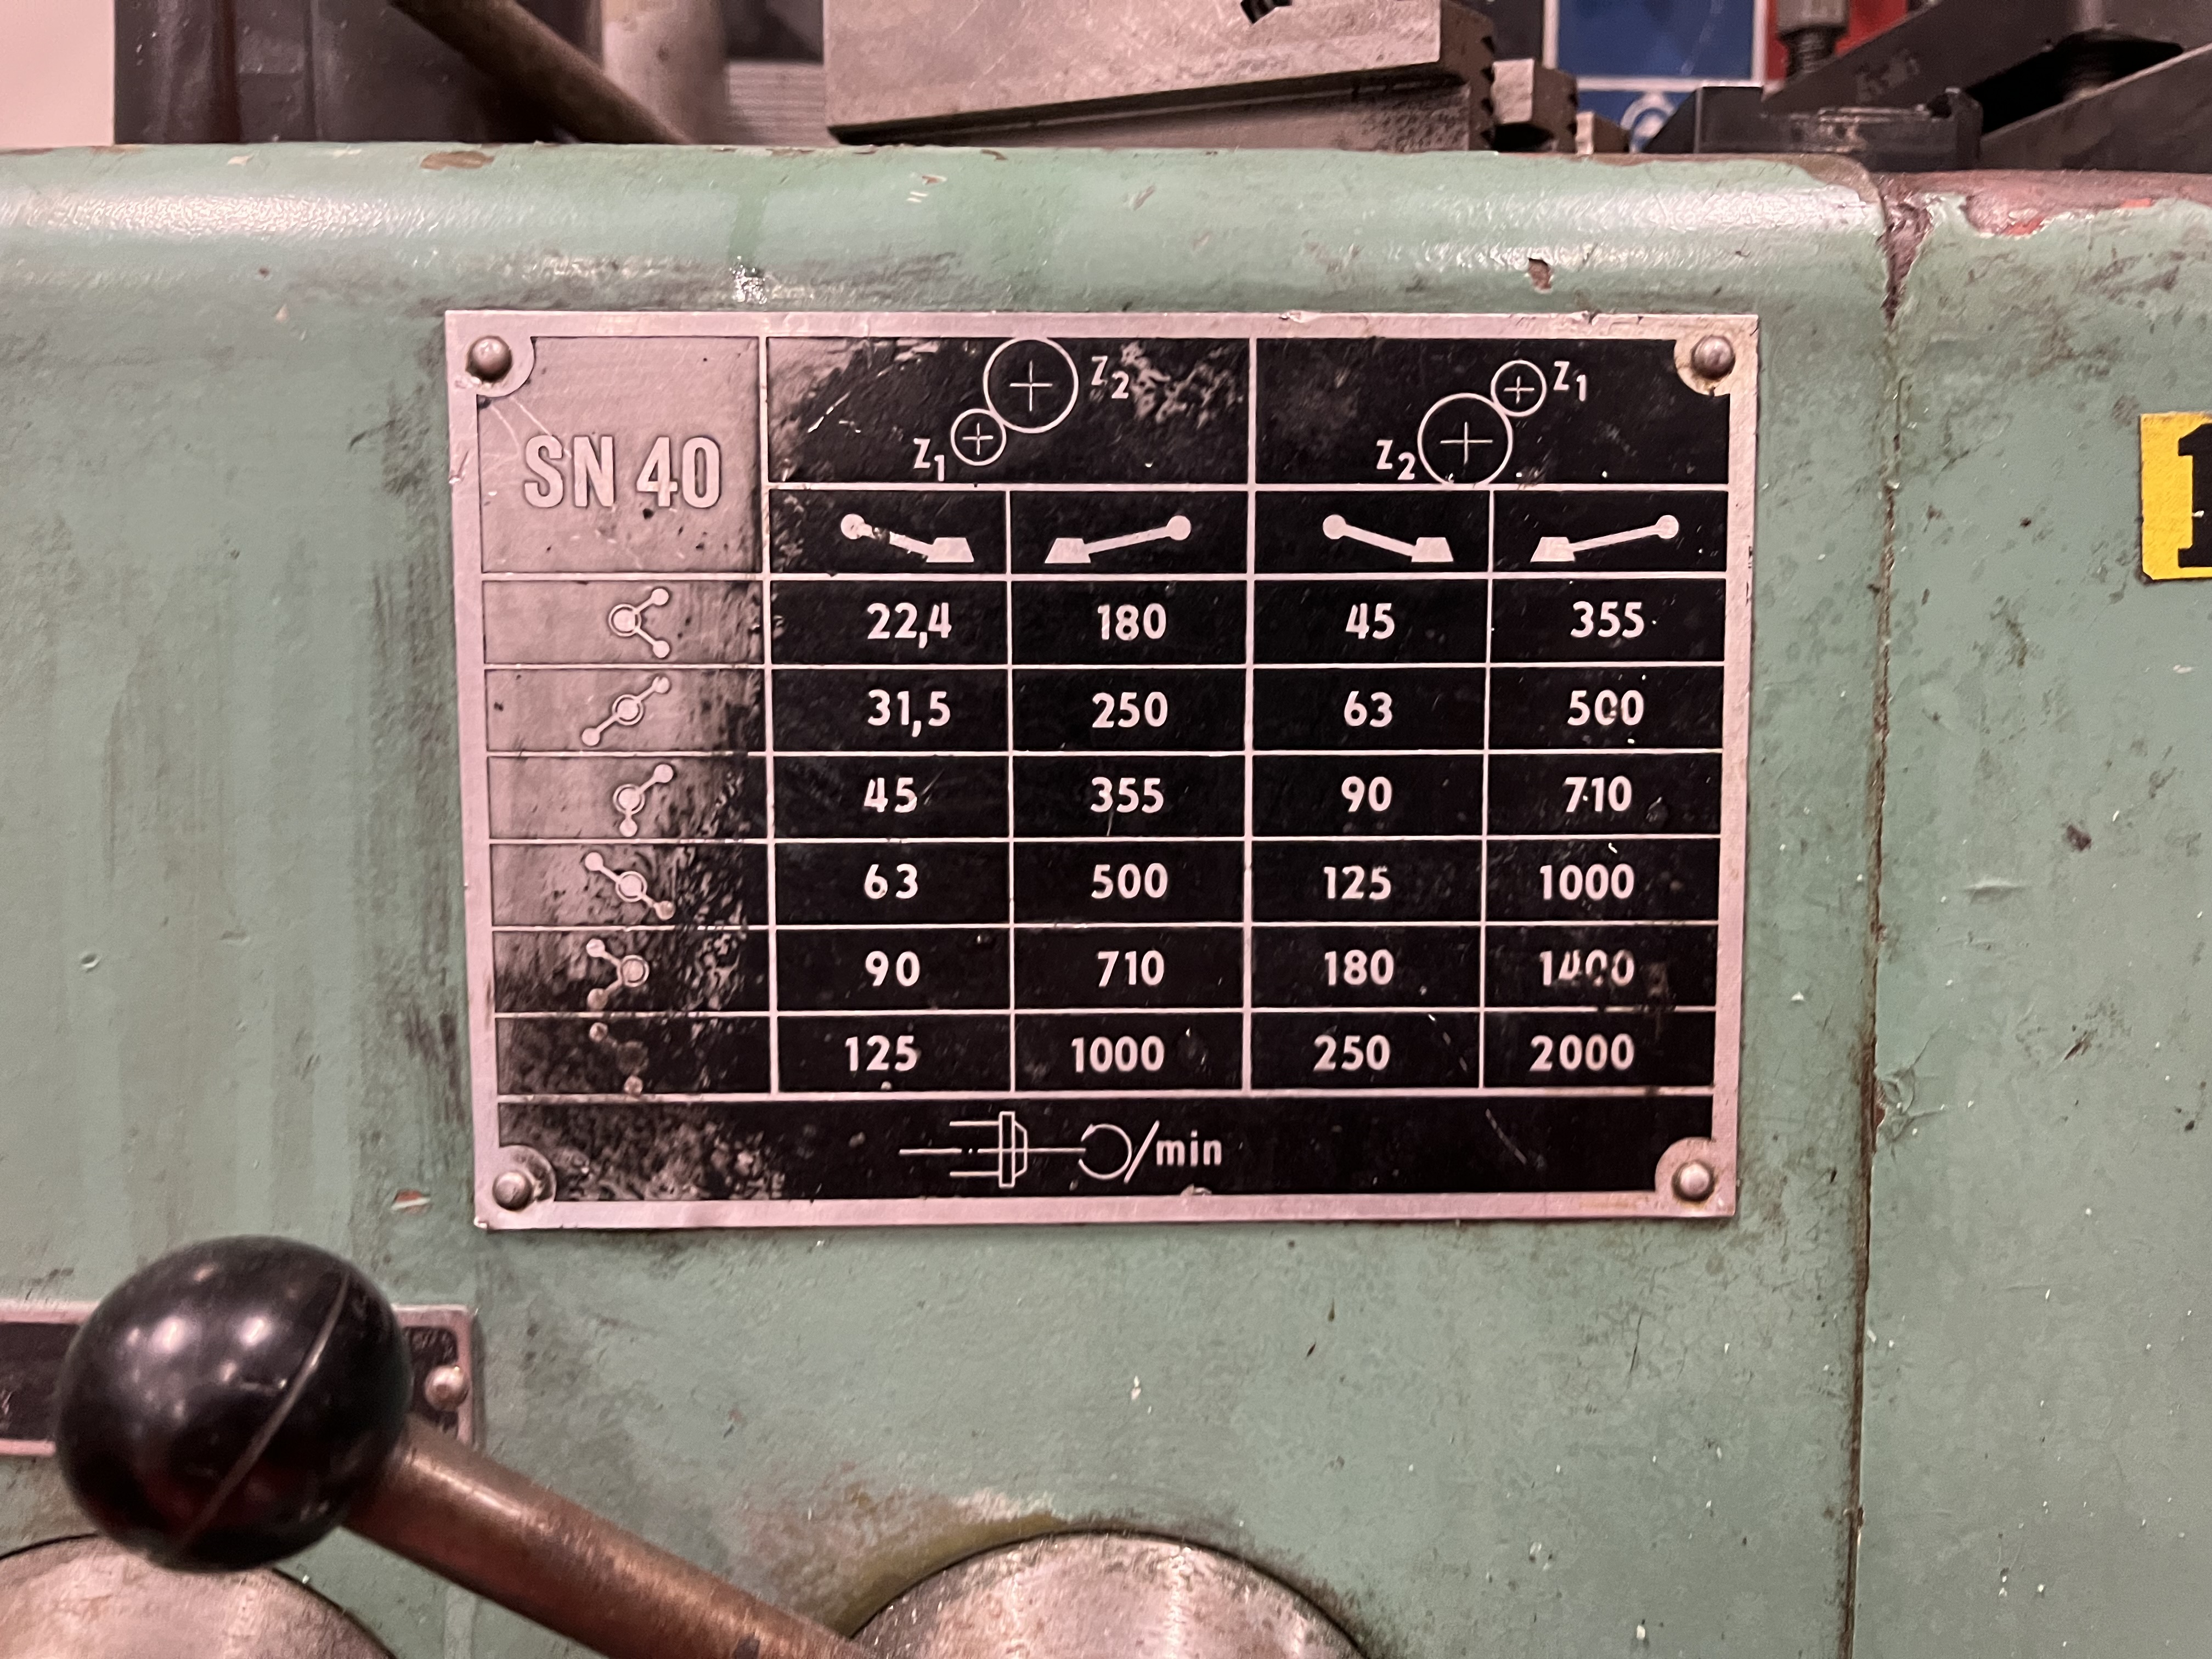 Z2
Z1
Z1
Z2
SN 40
22,4 180 45 355
31,5 250 63 500
45 355 90 710
63 500 125 1000
90 710 180 1400
125 1000 250 2000
/min